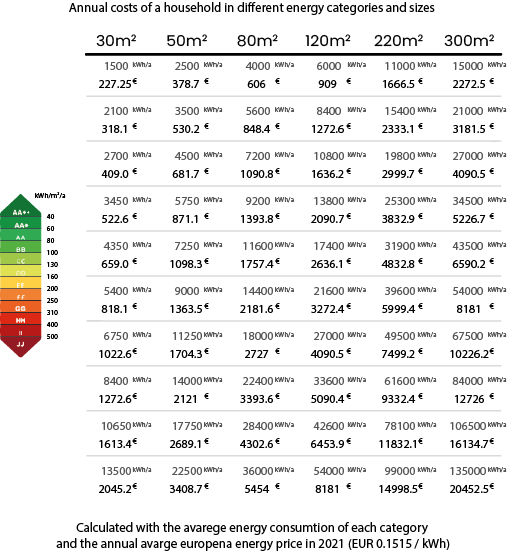 Annual costs of a household in different energy categories and sizes
30m² 50m² 80m² 120m² 220m² 300m²
1500 kWh/a 2500 kWh/a 4000 kWh/a 6000 kWh/a 11000 kWh/a 15000 kWh/a
227.25 € 378.7 € 606 € 909 € 1666.5 € 2272.5 €
2100 kWh/a 3500 kWh/a 5600 kWh/a 8400 kWh/a 15400 kWh/a 21000 kWh/a
318.1 € 530.2 € 848.4 € 1272.6 € 2333.1 € 3181.5 €
2700 kWh/a 4500 kWh/a 7200 kWh/a 10800 kWh/a 19800 kWh/a 27000 kWh/a
409.0 € 681.7 € 1090.8 € 1636.2 € 2999.7 € 4090.5 €
kWh/m²/a
3450 kWh/a 5750 kWh/a 9200 kWh/a 13800 kWh/a 25300 kWh/a 34500 kWh/a
AA++
40
522.6 € 871.1 € 1393.8 € 2090.7 € 3832.9 € 5226.7 €
AA+
60
AA
80
4350 kWh/a 7250 kWh/a 11600 kWh/a 17400 kWh/a 31900 kWh/a 43500 kWh/a
BB
100
659.0 € 1098.3 € 1757.4 € 2636.1 € 4832.8 € 6590.2 €
CC
130
DD
160
5400 kWh/a 9000 kWh/a 14400 kWh/a 21600 kWh/a 39600 kWh/a 54000 kWh/a
EE
200
FF
250
818.1 € 1363.5 € 2181.6 € 3272.4 € 5999.4 € 8181 €
GG
310
HH
400
6750 kWh/a 11250 kWh/a 18000 kWh/a 27000 kWh/a 49500 kWh/a 67500 kWh/a
II
500
JJ
1022.6 € 1704.3 € 2727 € 4090.5 € 7499.2 € 10226.2 €
8400 kWh/a 14000 kWh/a 22400 kWh/a 33600 kWh/a 61600 kWh/a 84000 kWh/a
1272.6 € 2121 € 3393.6 € 5090.4 € 9332.4 € 12726 €
10650 kWh/a 17750 kWh/a 28400 kWh/a 42600 kWh/a 78100 kWh/a 106500 kWh/a
1613.4 € 2689.1 € 4302.6 € 6453.9 € 11832.1 € 16134.7 €
13500 kWh/a 22500 kWh/a 36000 kWh/a 54000 kWh/a 99000 kWh/a 135000 kWh/a
2045.2 € 3408.7 € 5454 € 8181 € 14998.5 € 20452.5 €
Calculated with the avarege energy consumtion of each category
and the annual avarge europena energy price in 2021 (EUR 0.1515 / kWh)